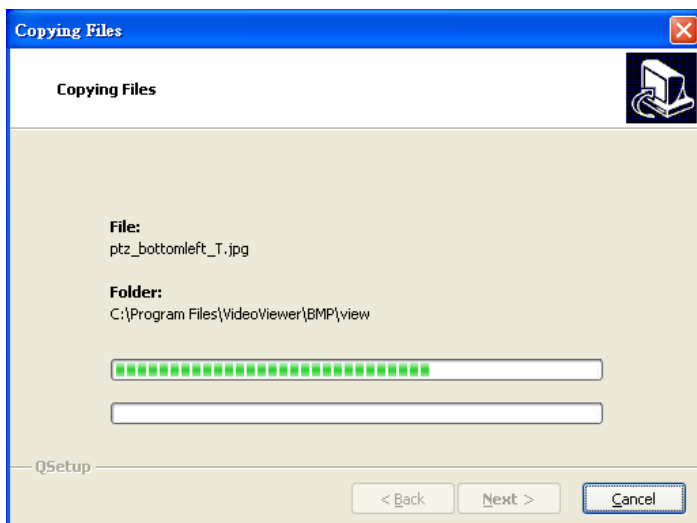 Copying Files
Copying Files
File:
ptz_bottomleft_T.jpg
Folder:
C:\Program Files\VideoViewer\BMP\view
QSetup
< Back
Next >
Cancel